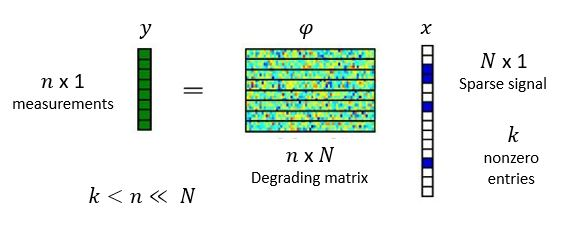 y
φ
x
n x 1
measurements
=
N x 1
Sparse signal
n x N
Degrading matrix
k
nonzero
entries
k < n ≪ N